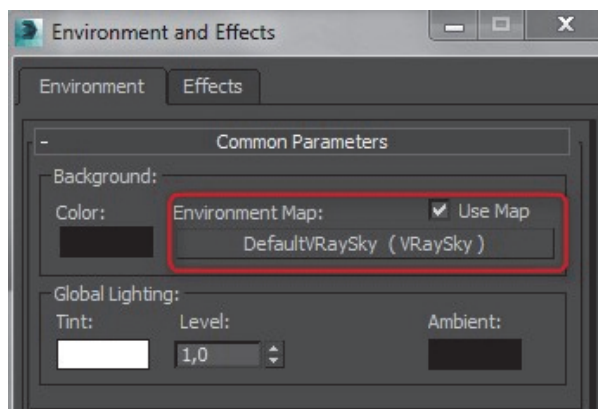 Environment and Effects
Environment Effects
- Common Parameters
Background:
Color: Environment Map: Use Map
DefaultVRaySky ( VRaySky )
Global Lighting:
Tint: Level: Ambient:
1,0